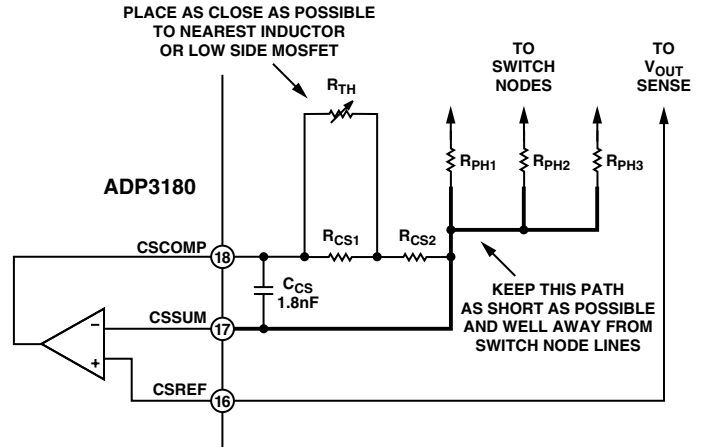 PLACE AS CLOSE AS POSSIBLE
TO NEAREST INDUCTOR
OR LOW SIDE MOSFET
TO
SWITCH
NODES
TO
VOUT
SENSE
RTH
RPH1
RPH2
RPH3
ADP3180
CSCOMP
18
RCS1
RCS2
CCS
1.8nF
KEEP THIS PATH
AS SHORT AS POSSIBLE
AND WELL AWAY FROM
SWITCH NODE LINES
CSSUM
17
–
+
CSREF
16